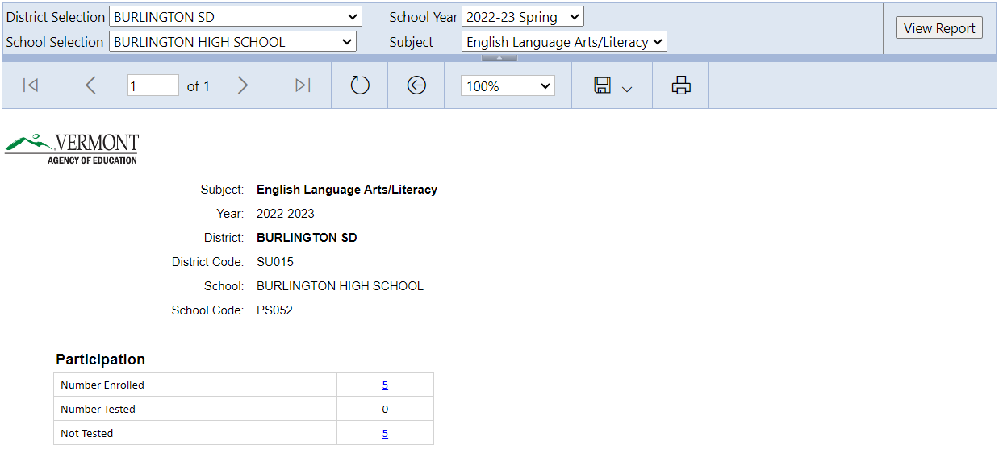 District Selection BURLINGTON SD School Year 2022-23 Spring
School Selection BURLINGTON HIGH SCHOOL Subject English Language Arts/Literacy
View Report
1 of 1 100%
VERMONT
AGENCY OF EDUCATION
Subject: English Language Arts/Literacy
Year: 2022-2023
District: BURLINGTON SD
District Code: SU015
School: BURLINGTON HIGH SCHOOL
School Code: PS052
Participation
Number Enrolled 5
Number Tested 0
Not Tested 5